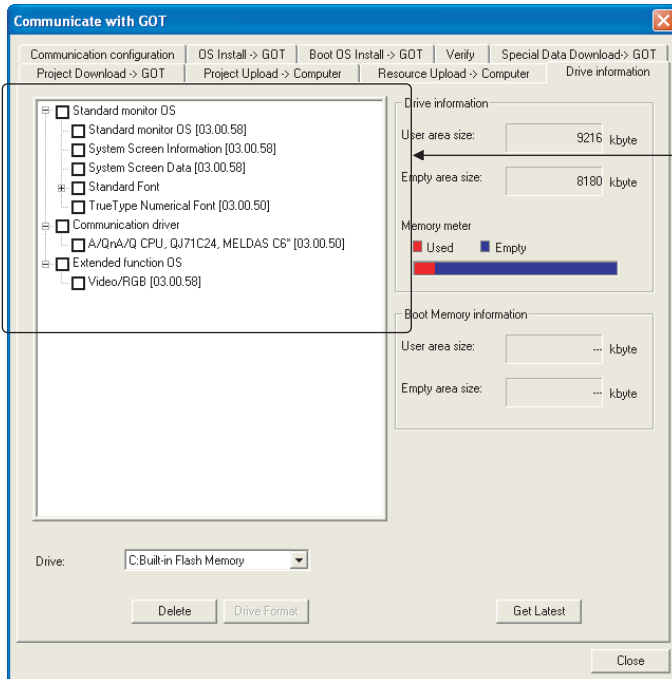 Communicate with GOT
Communication configuration OS Install -> GOT Boot OS Install -> GOT Verify Special Data Download-> GOT
Project Download -> GOT Project Upload -> Computer Resource Upload -> Computer Drive information
Standard monitor OS
Standard monitor OS [03.00.58]
System Screen Information [03.00.58]
System Screen Data [03.00.58]
Standard Font
TrueType Numerical Font [03.00.50]
Communication driver
A/QnA/Q CPU, QJ71C24, MELDAS C6* [03.00.50]
Extended function OS
Video/RGB [03.00.58]
Drive information
User area size: 9216 kbyte
Empty area size: 8180 kbyte
Memory meter
Used Empty
Boot Memory information
User area size: --- kbyte
Empty area size: --- kbyte
Drive: C:Built-in Flash Memory
Delete Drive Format Get Latest
Close